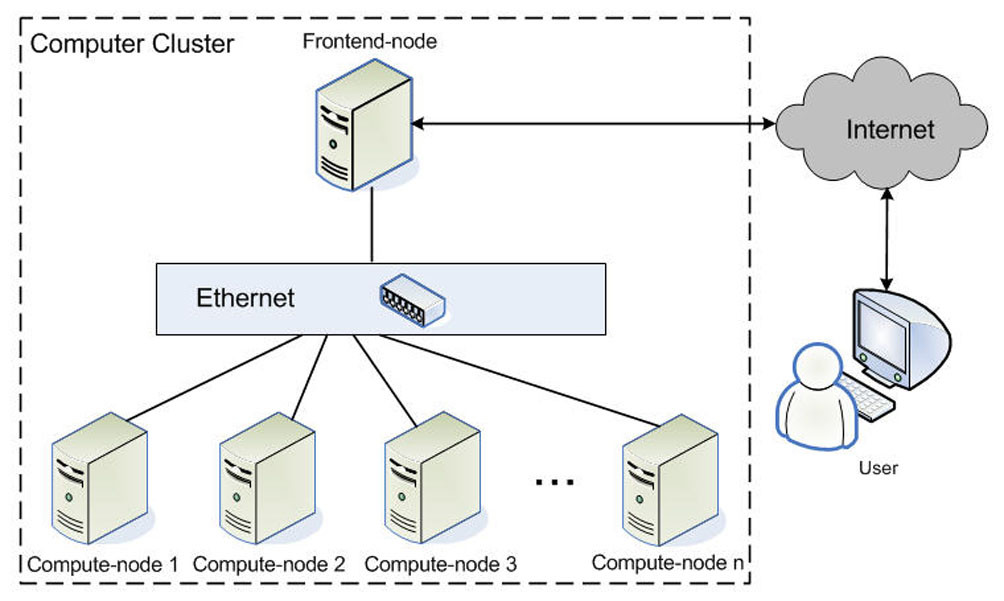 Computer Cluster
Frontend-node
Internet
Ethernet
User
...
Compute-node 1
Compute-node 2
Compute-node 3
Compute-node n